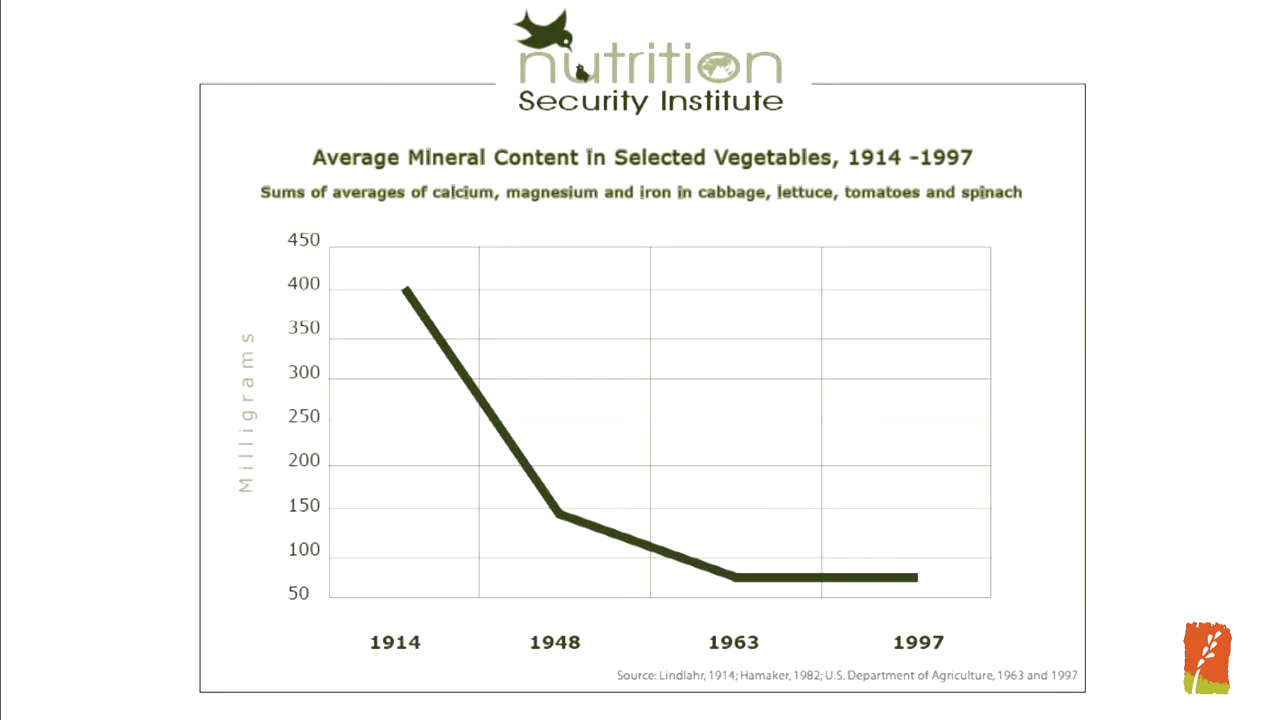 nutrition
Security Institute
Average Mineral Content in Selected Vegetables, 1914 -1997
Sums of averages of calcium, magnesium and iron in cabbage, lettuce, tomatoes and spinach
Milligrams
450
400
350
300
250
200
150
100
50
1914 1948 1963 1997
Source: Lindlahr, 1914; Hamaker, 1982; U.S. Department of Agriculture, 1963 and 1997